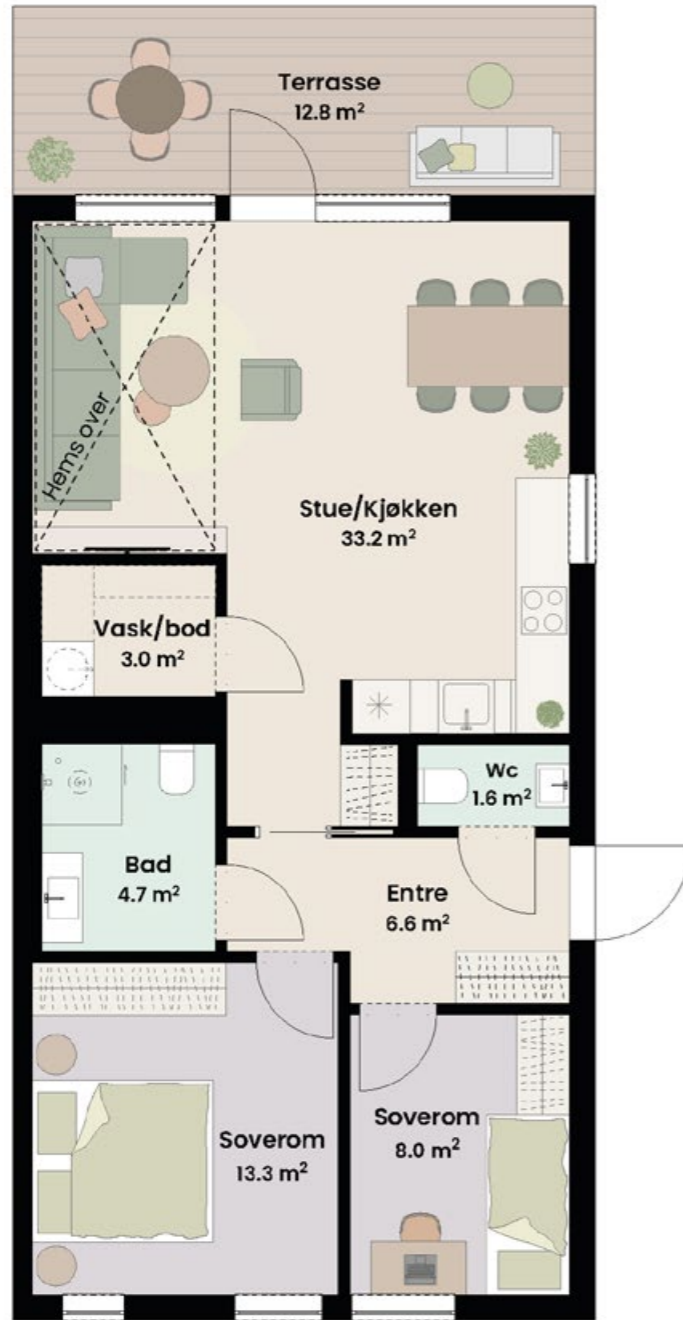 Terrasse
12.8 m²
Hems over
Stue/Kjøkken
33.2 m²
Vask/bod
3.0 m²
Wc
1.6 m²
Bad
4.7 m²
Entre
6.6 m²
Soverom
13.3 m²
Soverom
8.0 m²